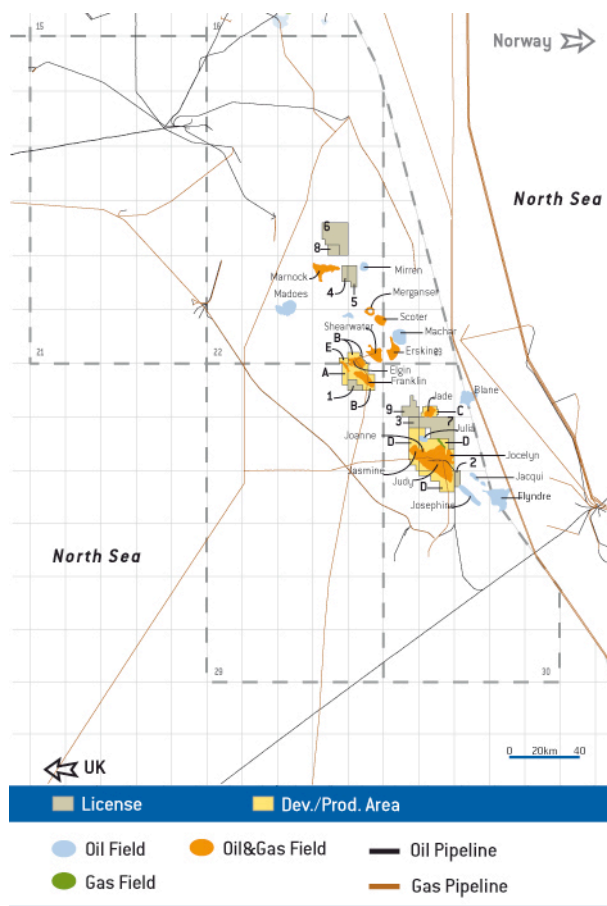 15
16
Norway
North Sea
6
8
Marnock
4
5
Mirren
Madoes
Merganser
Scoter
Shearwater
Machar
B
E
Erskine
21
22
23
Elgin
A
Franklin
1
B
Jade
Blane
9
C
3
7
Julia
Joanne
D
D
Jocelyn
Jasmine
2
Judy
Jacqui
D
Josephine
Flyndre
North Sea
29
30
UK
0 20km 40
License
Dev./Prod. Area
Oil Field
Oil&Gas Field
Oil Pipeline
Gas Field
Gas Pipeline